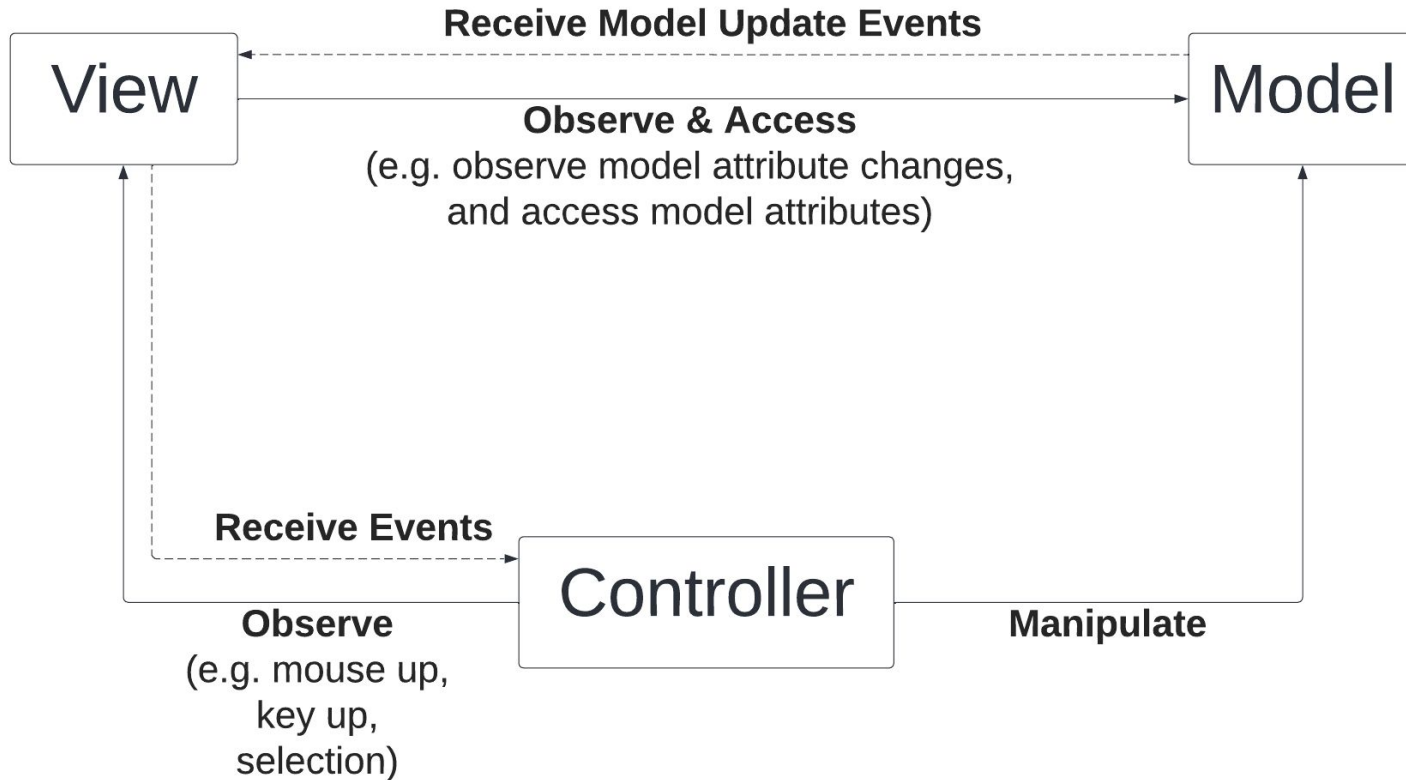 Receive Model Update Events
View
Model
Observe & Access
(e.g. observe model attribute changes,
and access model attributes)
Receive Events
Controller
Observe
(e.g. mouse up,
key up,
selection)
Manipulate